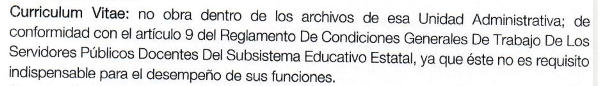 Curriculum Vitae: no obra dentro de los archivos de esa Unidad Administrativa; de
conformidad con el artículo 9 del Reglamento De Condiciones Generales De Trabajo De Los
Servidores Públicos Docentes Del Subsistema Educativo Estatal, ya que éste no es requisito
indispensable para el desempeño de sus funciones.